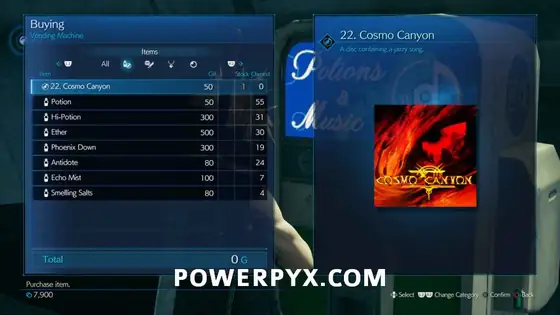 Buying
Vending Machine
Items
All
Item Gil Stock Owned
22. Cosmo Canyon 50 1 0
Potion 50 55
Hi-Potion 300 31
Ether 500 30
Phoenix Down 300 19
Antidote 80 24
Echo Mist 100 7
Smelling Salts 80 4
Total 0 G
Purchase item.
7,900
22. Cosmo Canyon
A disc containing a jazzy song.
Potions
&
Music
COSMO CANYON
POWERPYX.COM
Select Change Category Confirm Back